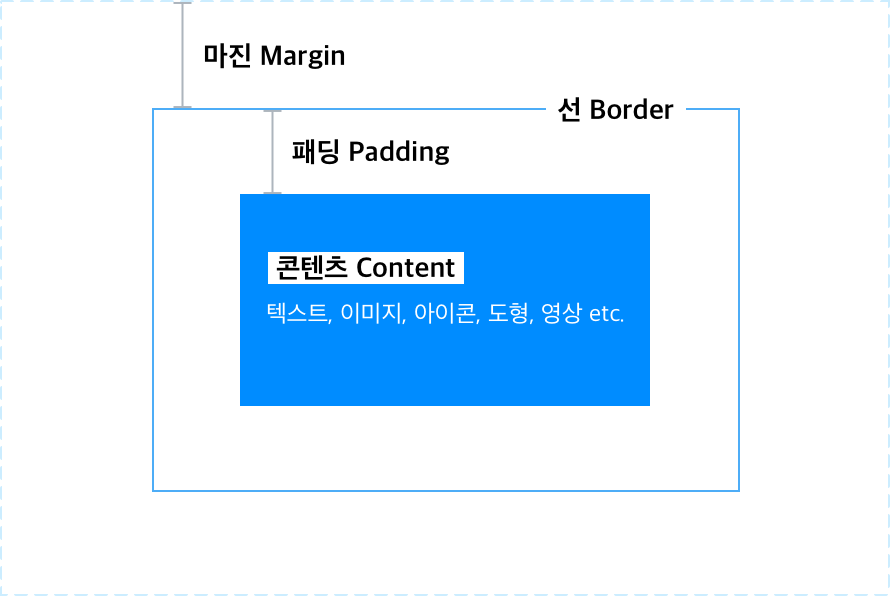 마진 Margin
선 Border
패딩 Padding
콘텐츠 Content
텍스트, 이미지, 아이콘, 도형, 영상 etc.